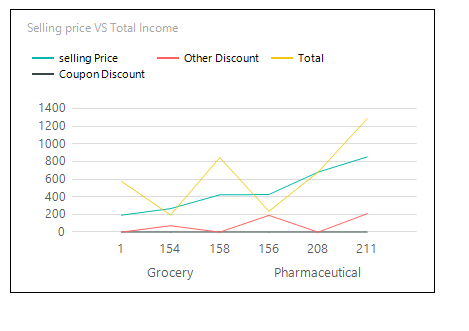 Selling price VS Total Income
selling Price Other Discount Total
Coupon Discount
1400
1200
1000
800
600
400
200
0
1 154 158 156 208 211
Grocery Pharmaceutical